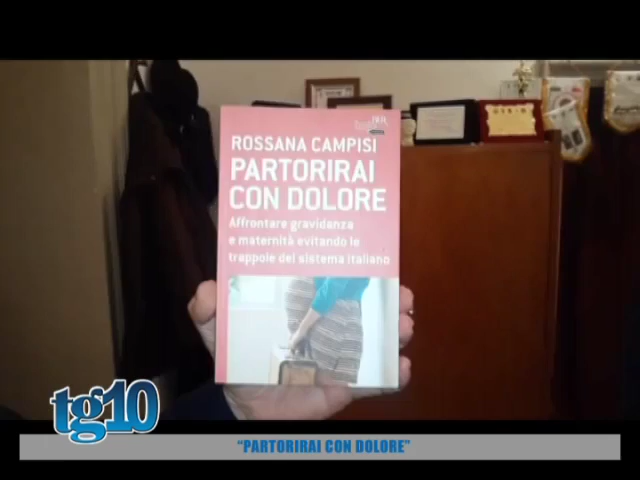 ROSSANA CAMPISI
PARTORIRAI
CON DOLORE
Affrontare gravidanza
e maternità evitando le
trappole del sistema italiano
tg10
“PARTORIRAI CON DOLORE”